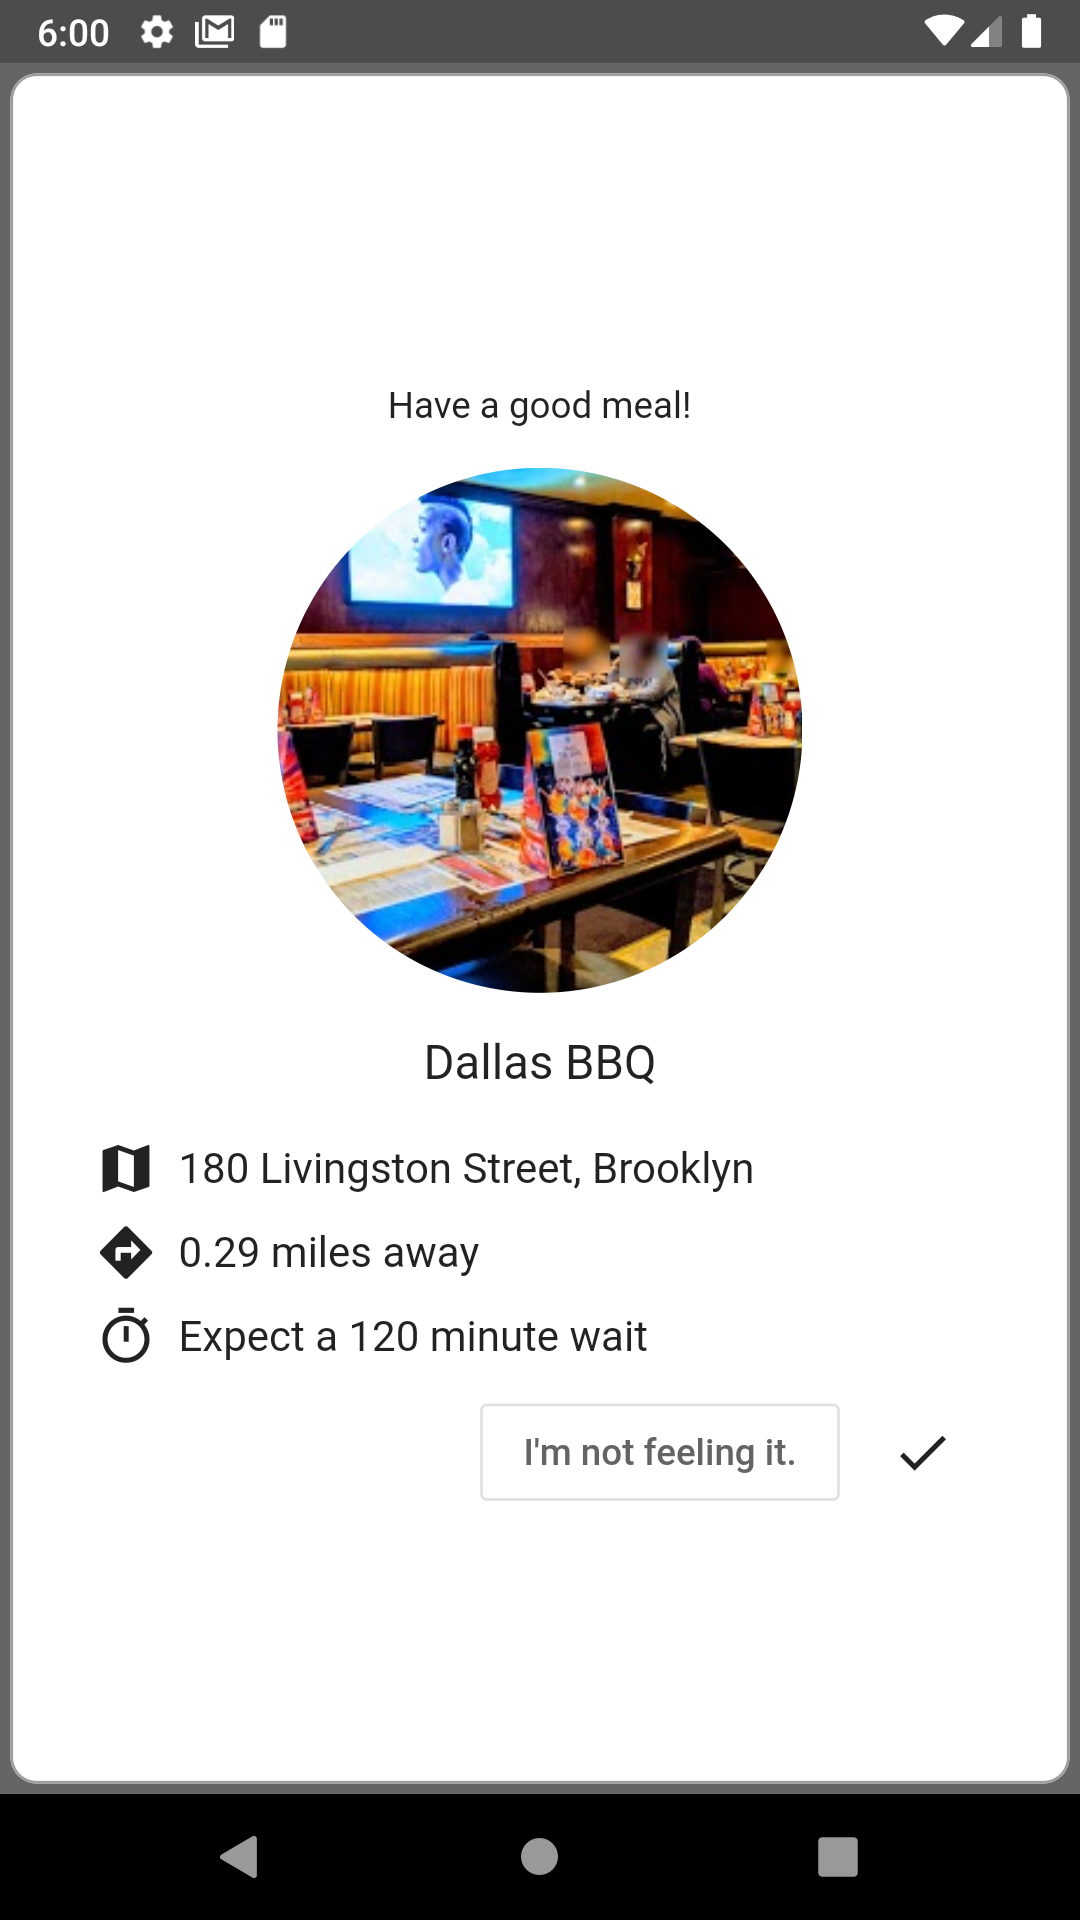 6:00
Have a good meal!
Dallas BBQ
180 Livingston Street, Brooklyn
0.29 miles away
Expect a 120 minute wait
I'm not feeling it.